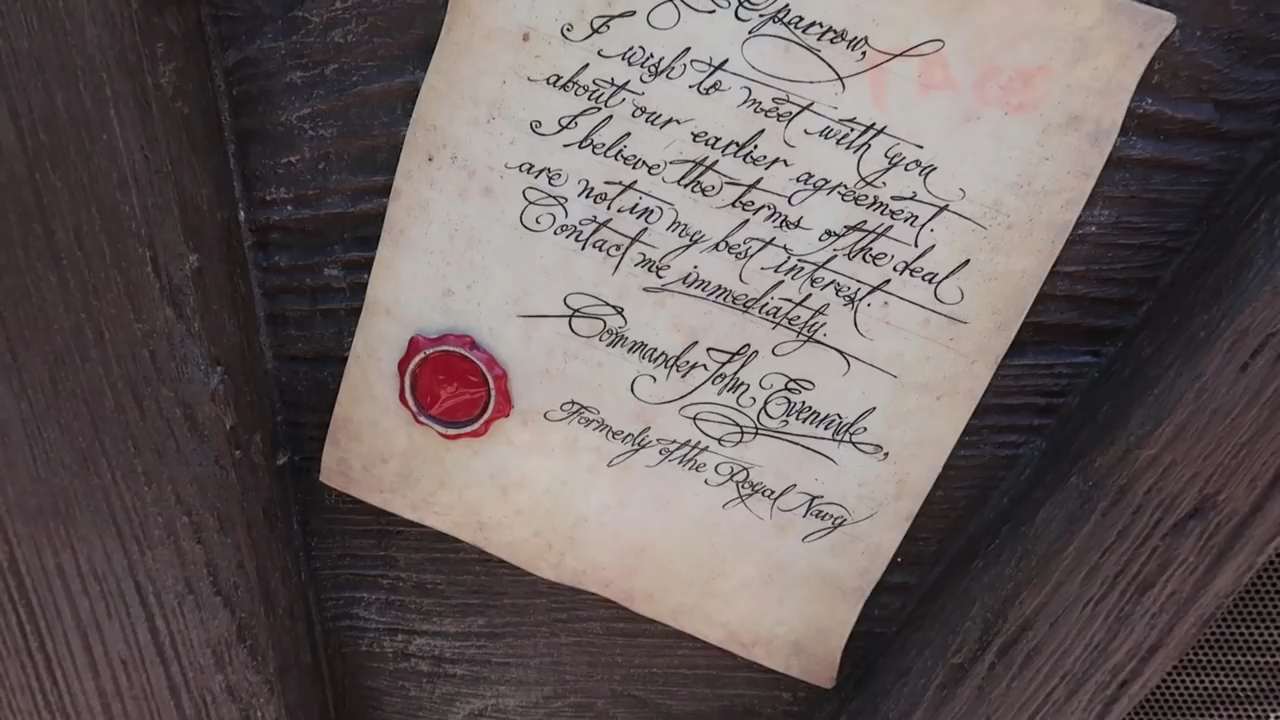 Sparrow,
I wish to meet with you
about our earlier agreement.
I believe the terms of the deal
are not in my best interest.
Contact me immediately.
Commander John Evenride,
Formerly of the Royal Navy